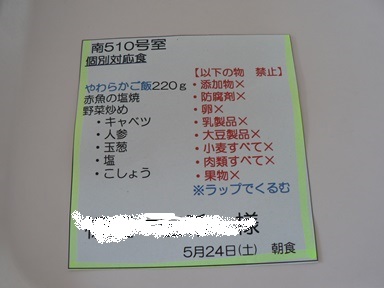 南510号室
個別対応食
やわらかご飯220g
赤魚の塩焼
野菜炒め
・キャベツ
・人参
・玉葱
・塩
・こしょう
【以下の物 禁止】
・添加物×
・防腐剤×
・卵×
・乳製品×
・大豆製品×
・小麦すべて×
・肉類すべて×
・果物×
※ラップでくるむ
様
5月24日(土) 朝食